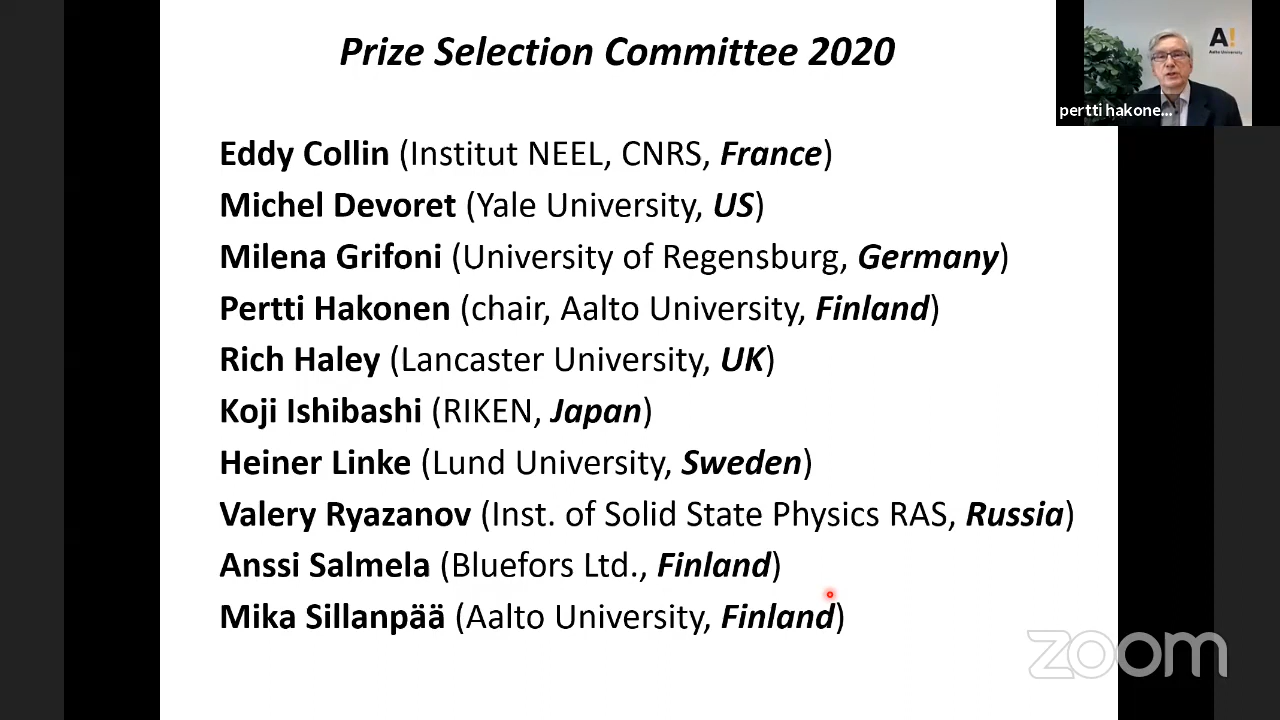 Prize Selection Committee 2020
A!
Aalto University
pertti hakone...
Eddy Collin (Institut NEEL, CNRS, France)
Michel Devoret (Yale University, US)
Milena Grifoni (University of Regensburg, Germany)
Pertti Hakonen (chair, Aalto University, Finland)
Rich Haley (Lancaster University, UK)
Koji Ishibashi (RIKEN, Japan)
Heiner Linke (Lund University, Sweden)
Valery Ryazanov (Inst. of Solid State Physics RAS, Russia)
Anssi Salmela (Bluefors Ltd., Finland)
Mika Sillanpää (Aalto University, Finland)
zoom